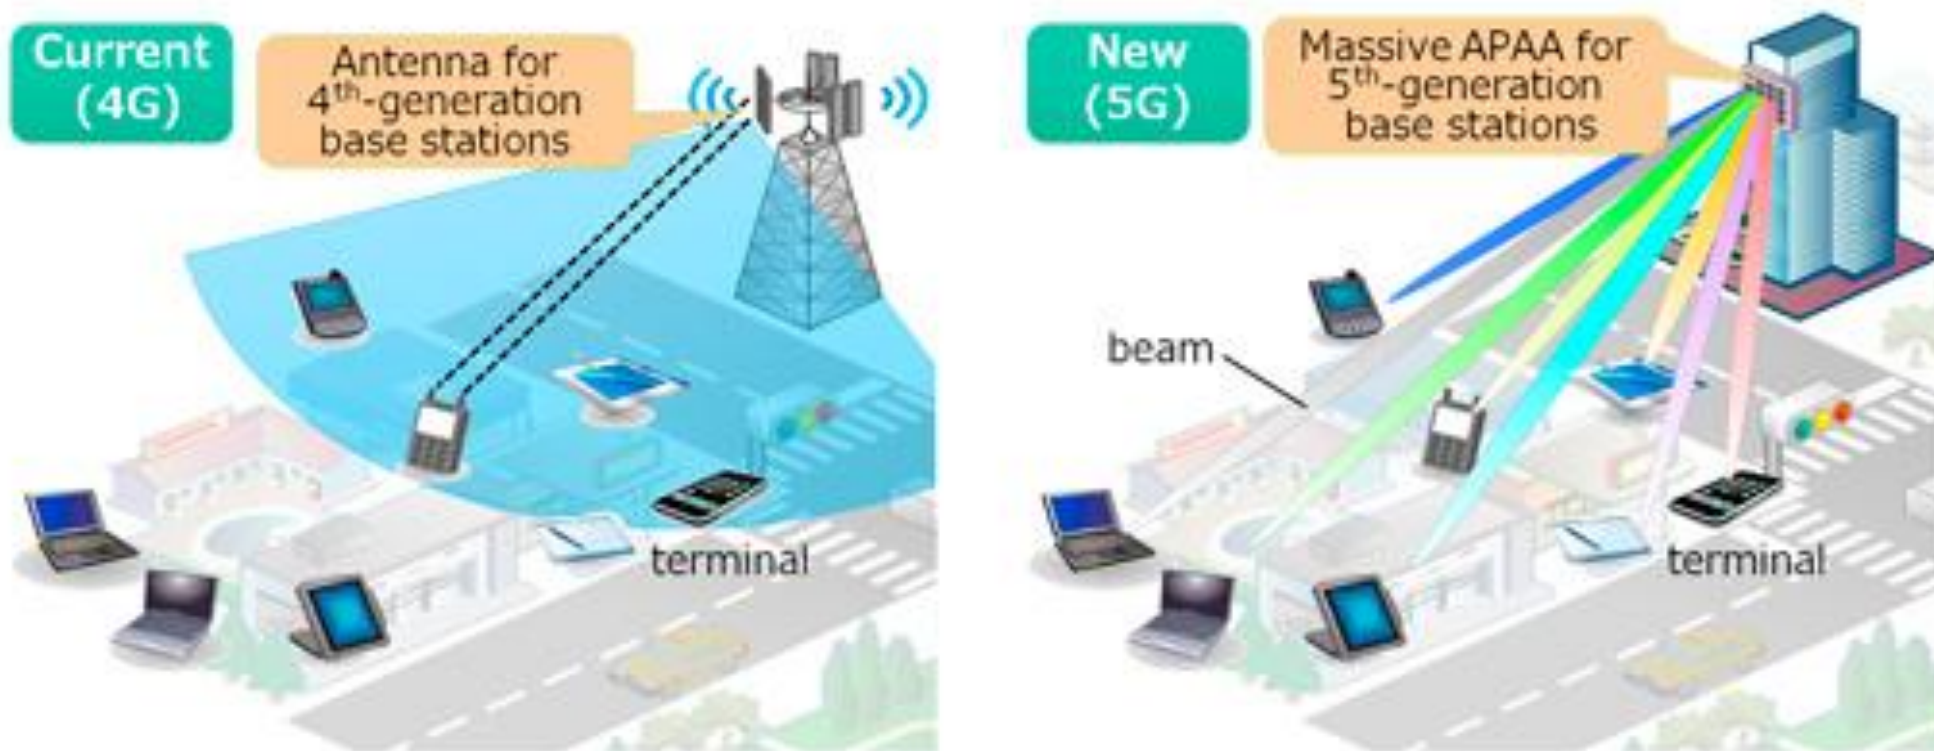 Current
(4G)
Antenna for
4th-generation
base stations
terminal
New
(5G)
Massive APAA for
5th-generation
base stations
beam
terminal